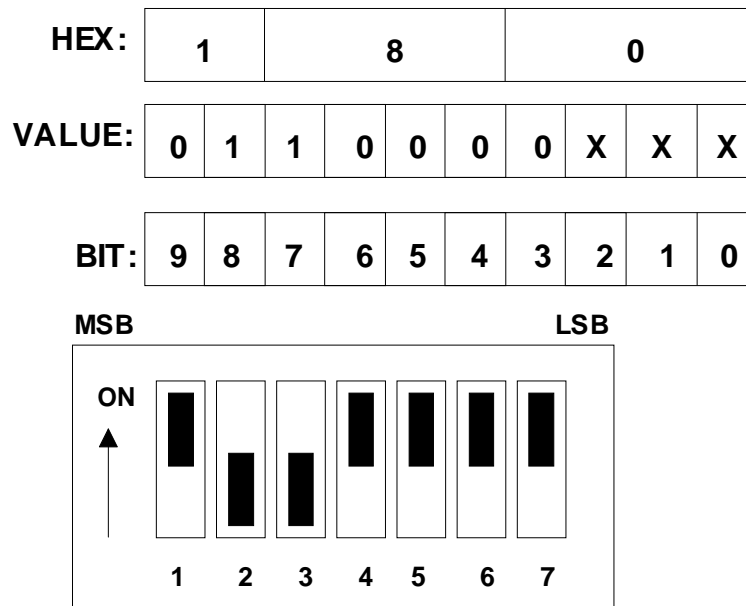 HEX: 1 8 0
VALUE: 0 1 1 0 0 0 0 X X X
BIT: 9 8 7 6 5 4 3 2 1 0
MSB LSB
ON
1 2 3 4 5 6 7